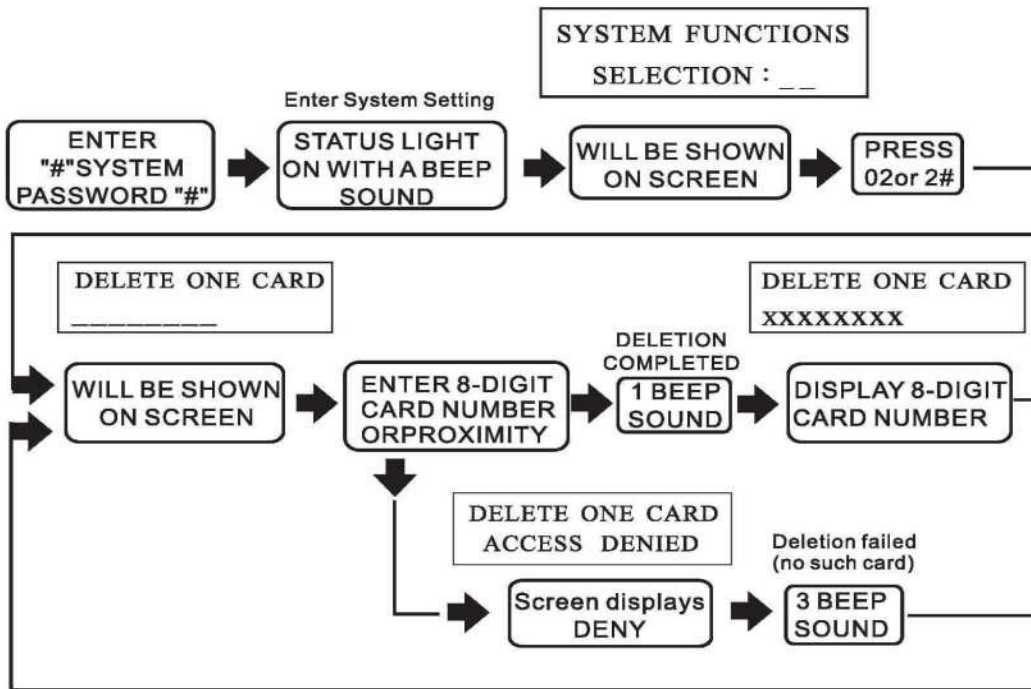 SYSTEM FUNCTIONS
SELECTION : _ _
Enter System Setting
ENTER
"#"SYSTEM
PASSWORD "#"
STATUS LIGHT
ON WITH A BEEP
SOUND
WILL BE SHOWN
ON SCREEN
PRESS
02or 2#
DELETE ONE CARD
_ _ _ _ _ _ _ _
WILL BE SHOWN
ON SCREEN
ENTER 8-DIGIT
CARD NUMBER
ORPROXIMITY
DELETION
COMPLETED
1 BEEP
SOUND
DELETE ONE CARD
XXXXXXXX
DISPLAY 8-DIGIT
CARD NUMBER
DELETE ONE CARD
ACCESS DENIED
Screen displays
DENY
Deletion failed
(no such card)
3 BEEP
SOUND